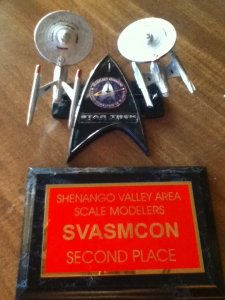 STAR TREK
SHENANGO VALLEY AREA
SCALE MODELERS
SVASMCON
SECOND PLACE